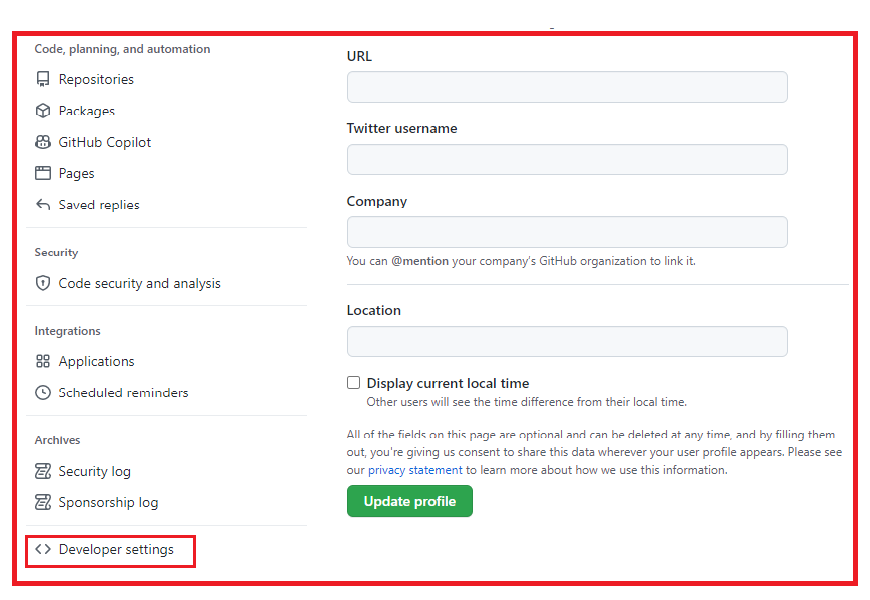 Code, planning, and automation
Repositories
Packages
GitHub Copilot
Pages
Saved replies
Security
Code security and analysis
Integrations
Applications
Scheduled reminders
Archives
Security log
Sponsorship log
Developer settings
URL
Twitter username
Company
You can @mention your company's GitHub organization to link it.
Location
Display current local time
Other users will see the time difference from their local time.
All of the fields on this page are optional and can be deleted at any time, and by filling them
out, you're giving us consent to share this data wherever your user profile appears. Please see
our privacy statement to learn more about how we use this information.
Update profile